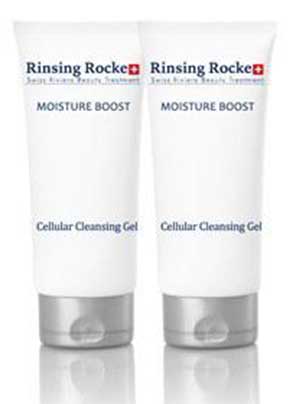 Rinsing Rocke
Swiss Riviera Beauty Treatment
MOISTURE BOOST
Cellular Cleansing Gel
Rinsing Rocke
Swiss Riviera Beauty Treatment
MOISTURE BOOST
Cellular Cleansing Gel